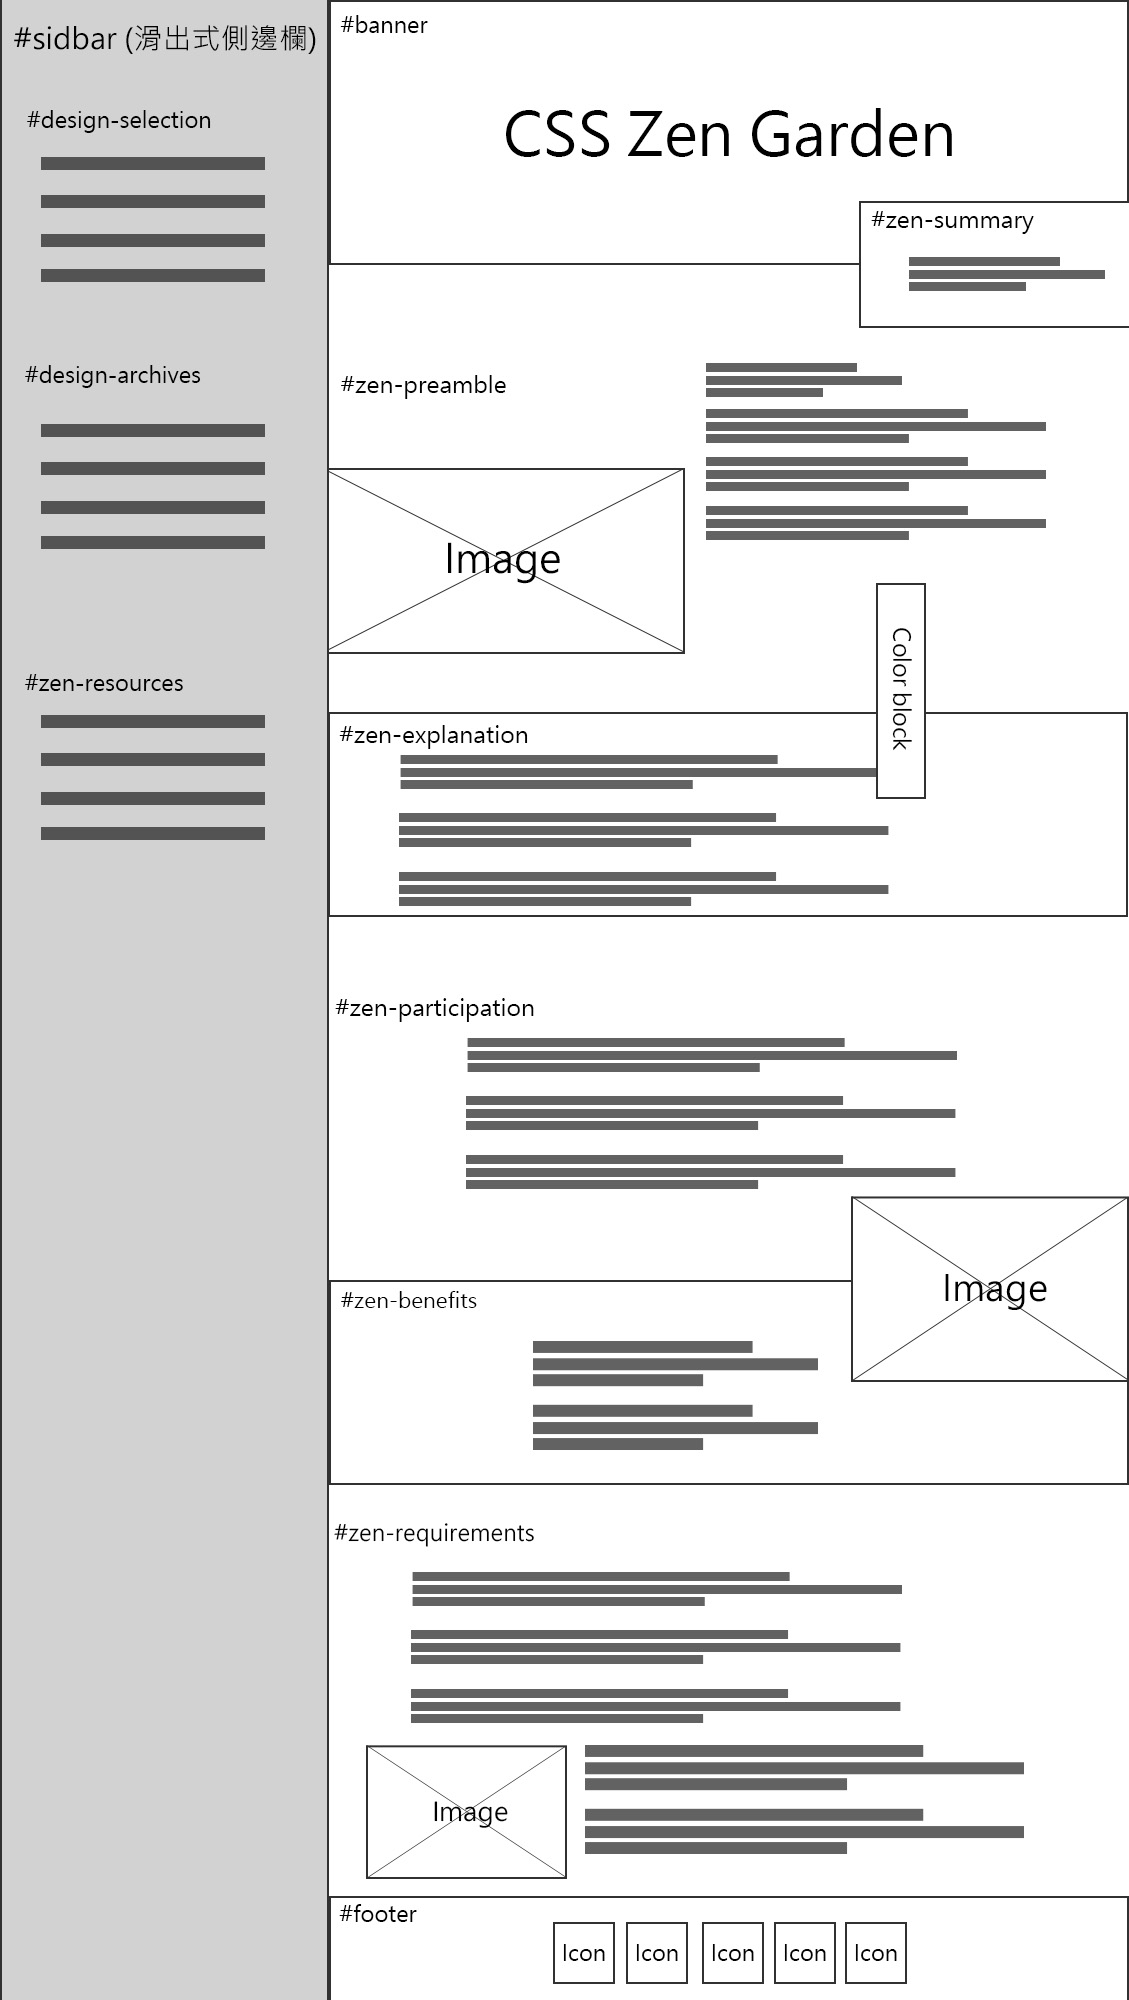 #sidbar (滑出式側邊欄)
#design-selection
#design-archives
#zen-resources
#banner
CSS Zen Garden
#zen-summary
#zen-preamble
Image
Color block
#zen-explanation
#zen-participation
Image
#zen-benefits
#zen-requirements
Image
#footer
Icon Icon Icon Icon Icon